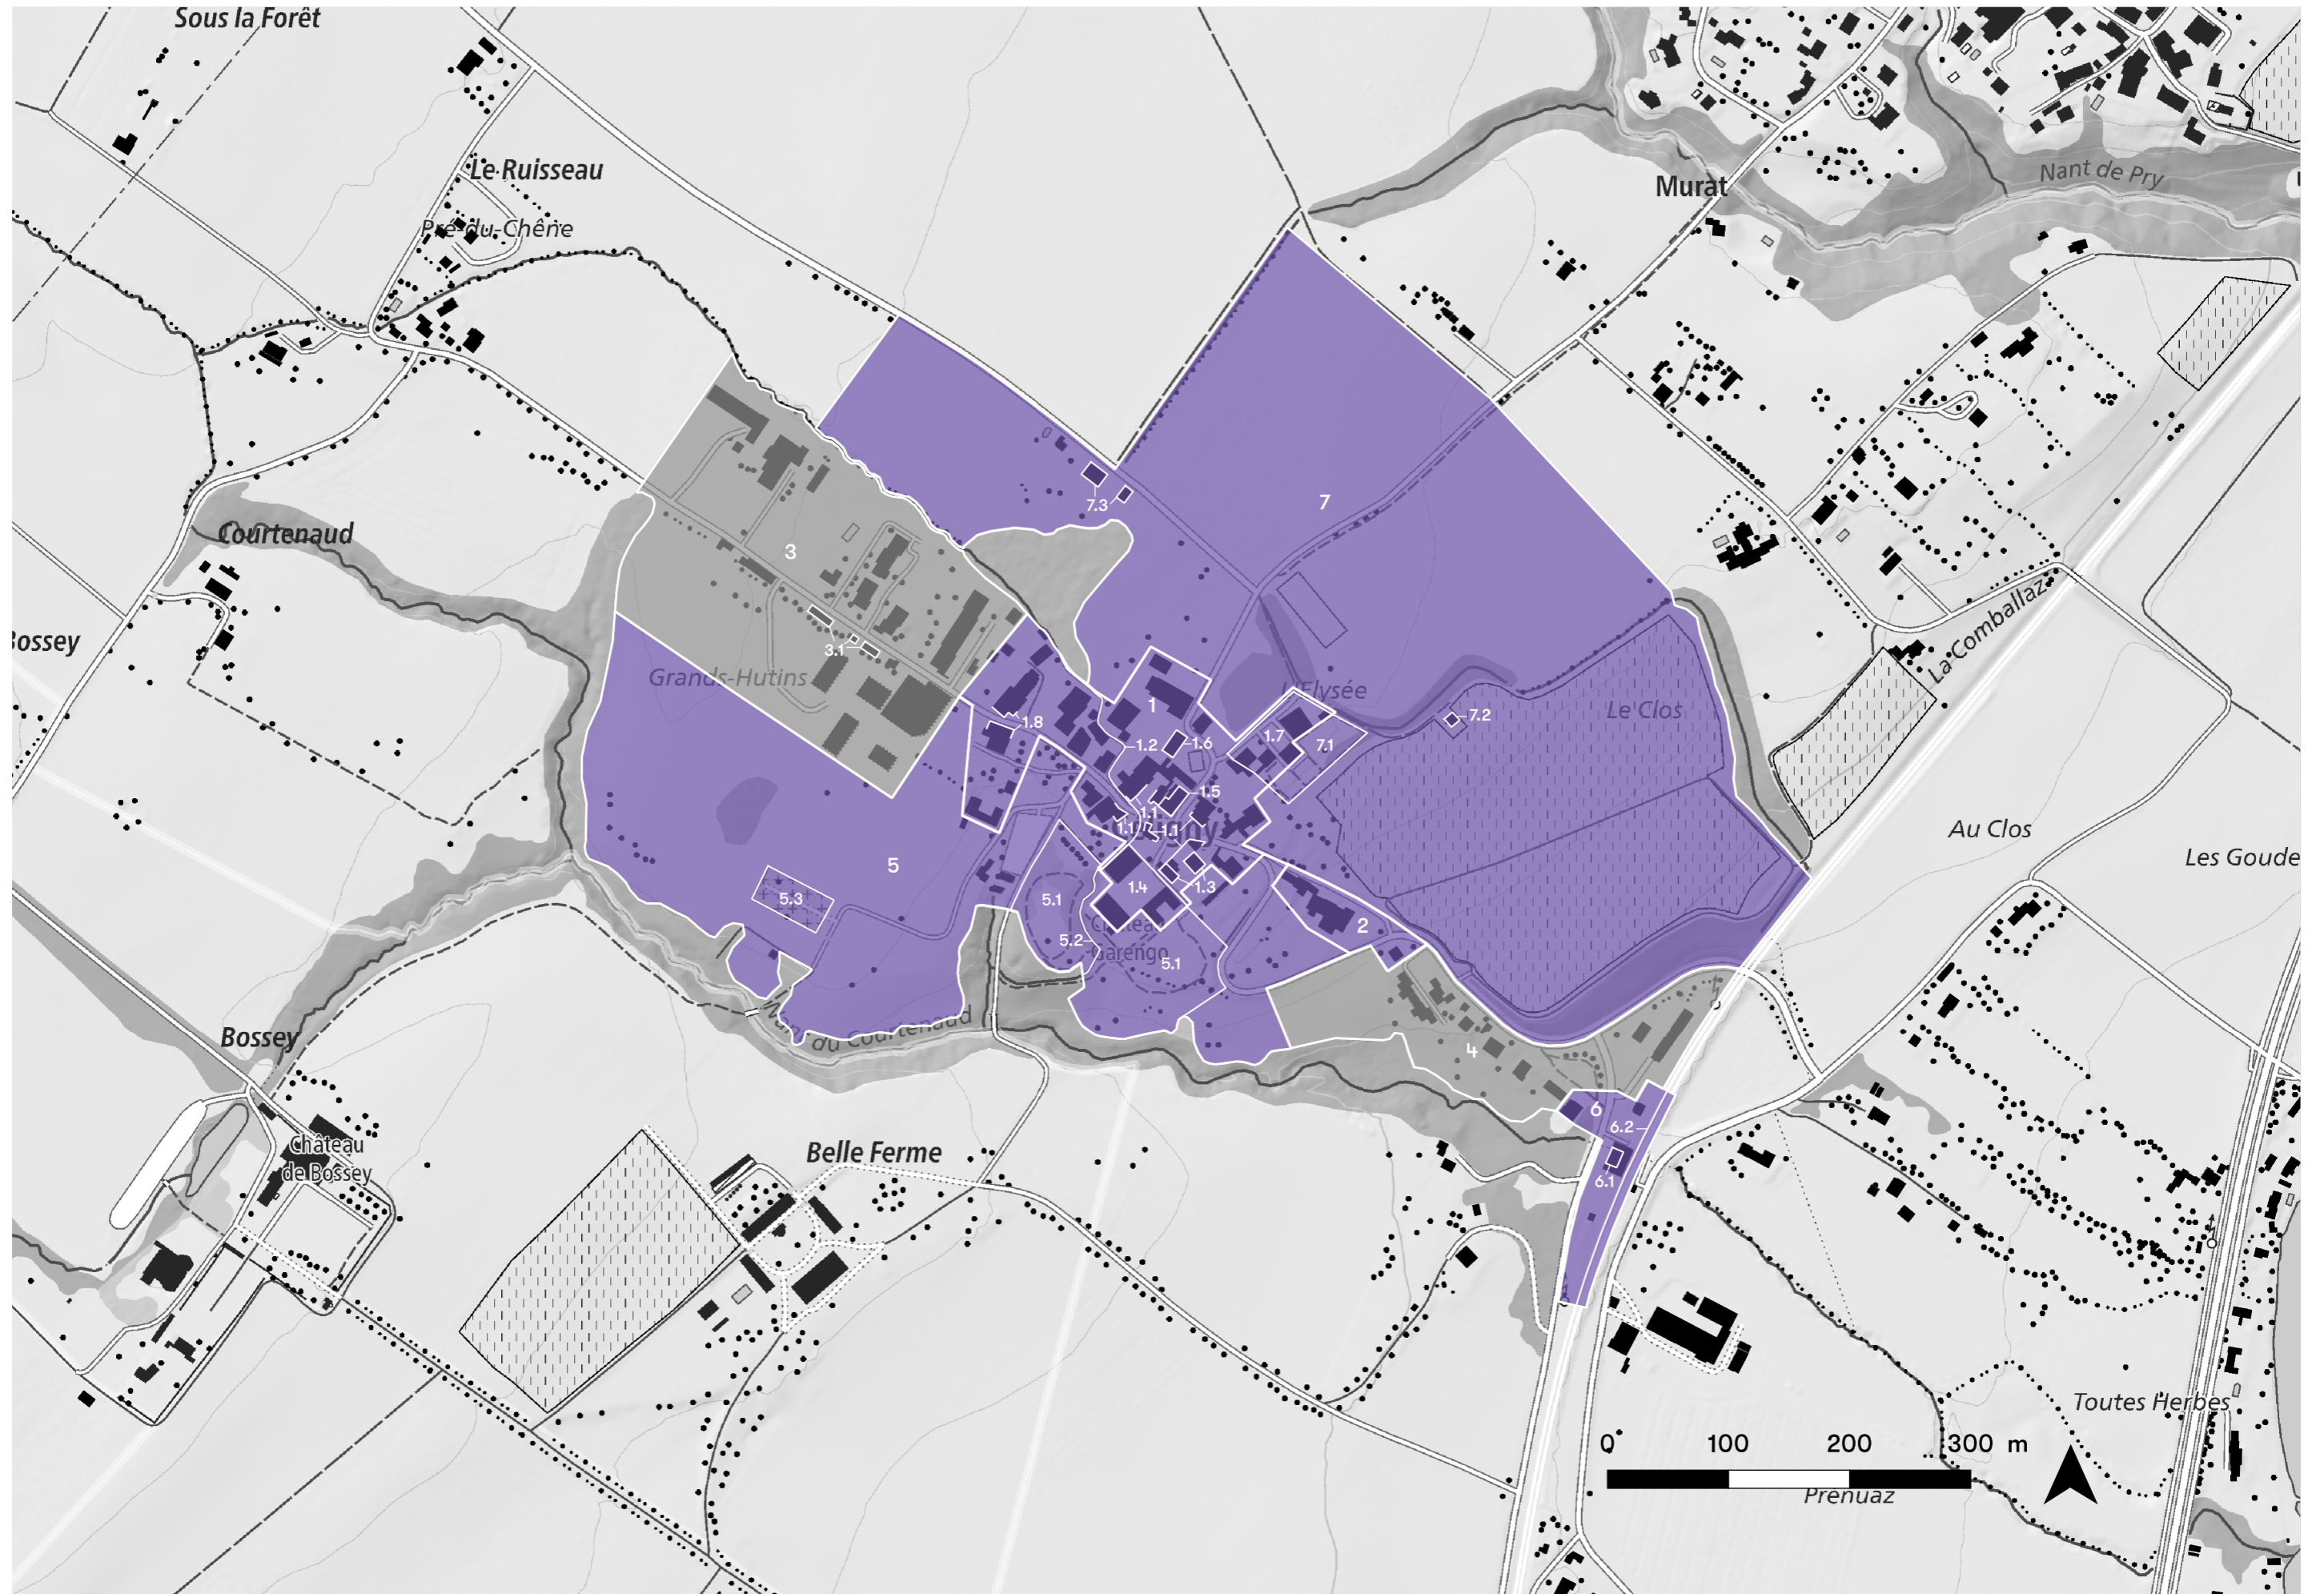 Sous la Forêt
Le Ruisseau
Pré-du-Chêne
Murat
Nant de Pry
Courtenaud
Bossey
7
7.3
3
3.1
Grands-Hutins
La Comballaz
L'Elysée
Le Clos
1
1.8
1.2
1.6
1.7
7.1
7.2
1.5
1.1
1.1
1.1
Au Clos
Les Goude
5
5.3
5.1
1.4
1.3
2
5.2
Garengo
5.1
du Courtenaud
4
Bossey
6
6.2
6.1
Château
de Bossey
Belle Ferme
Toutes Herbes
0 100 200 300 m
Prenuaz